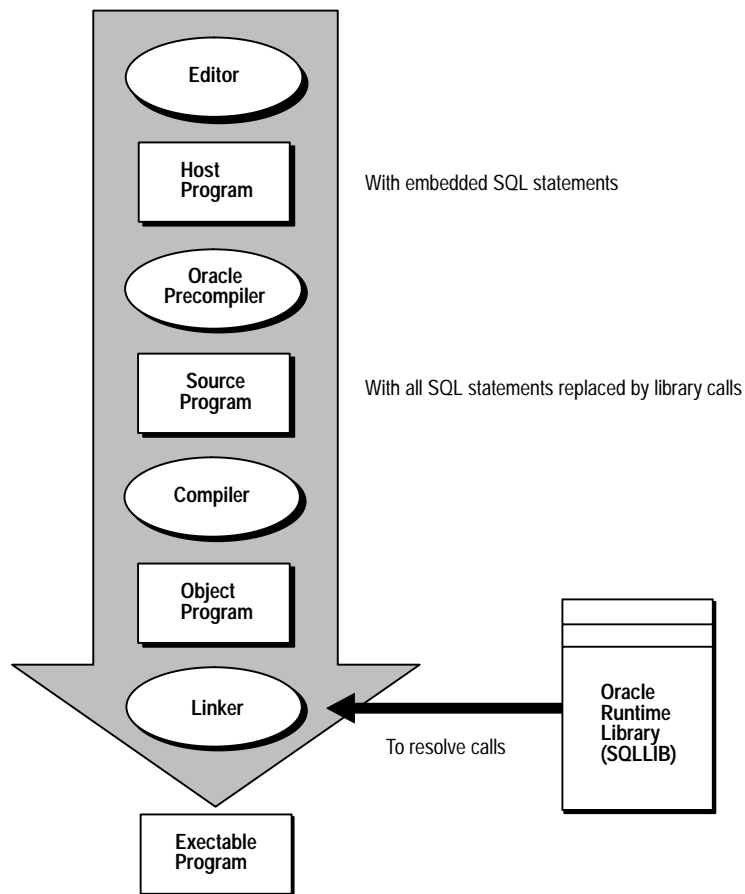 Editor
Host
Program
With embedded SQL statements
Oracle
Precompiler
Source
Program
With all SQL statements replaced by library calls
Compiler
Object
Program
Linker
To resolve calls
Oracle
Runtime
Library
(SQLLIB)
Exectable
Program